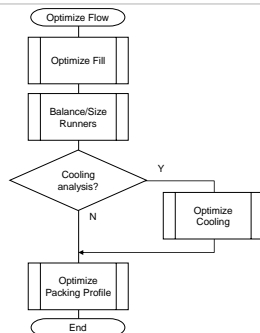 Optimize Flow
Optimize Fill
Balance/Size
Runners
Cooling
analysis?
Y
N
Optimize
Cooling
Optimize
Packing Profile
End